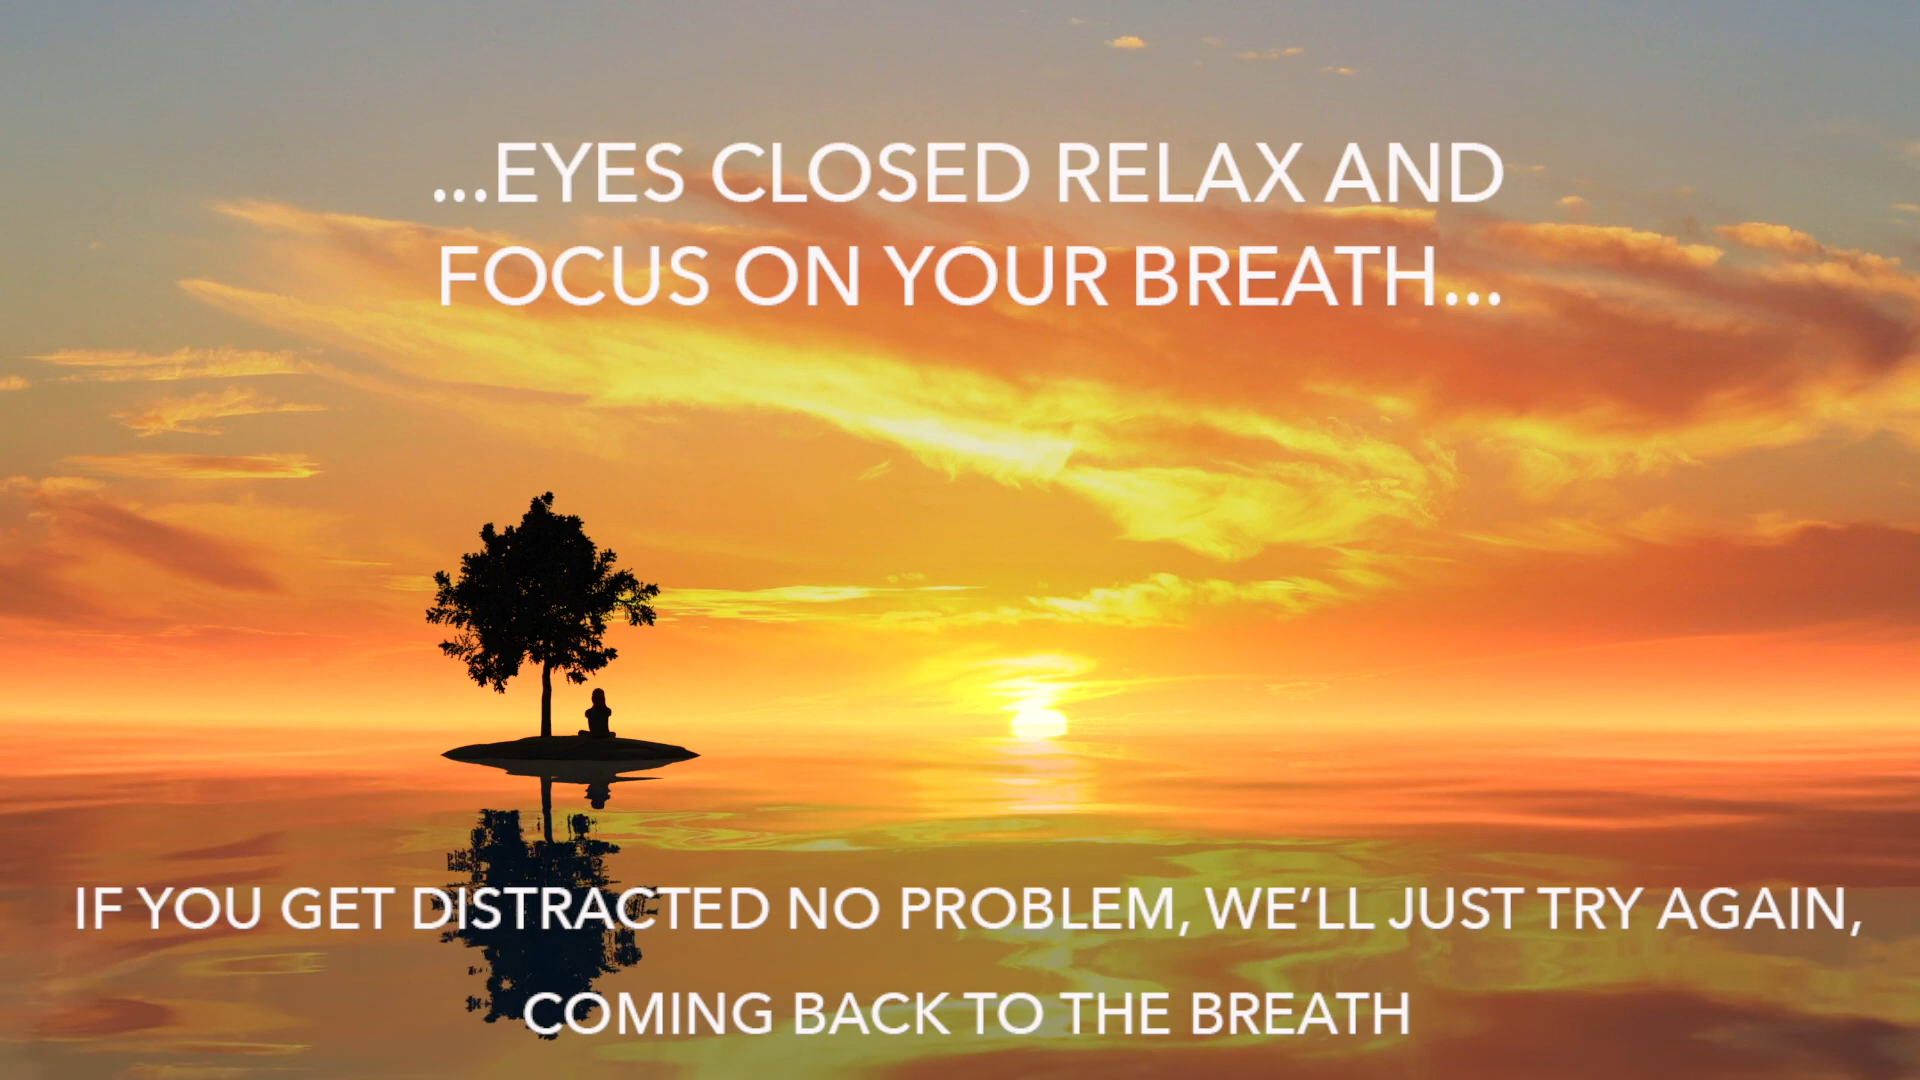 ...EYES CLOSED RELAX AND
FOCUS ON YOUR BREATH...
IF YOU GET DISTRACTED NO PROBLEM, WE’LL JUST TRY AGAIN,
COMING BACK TO THE BREATH